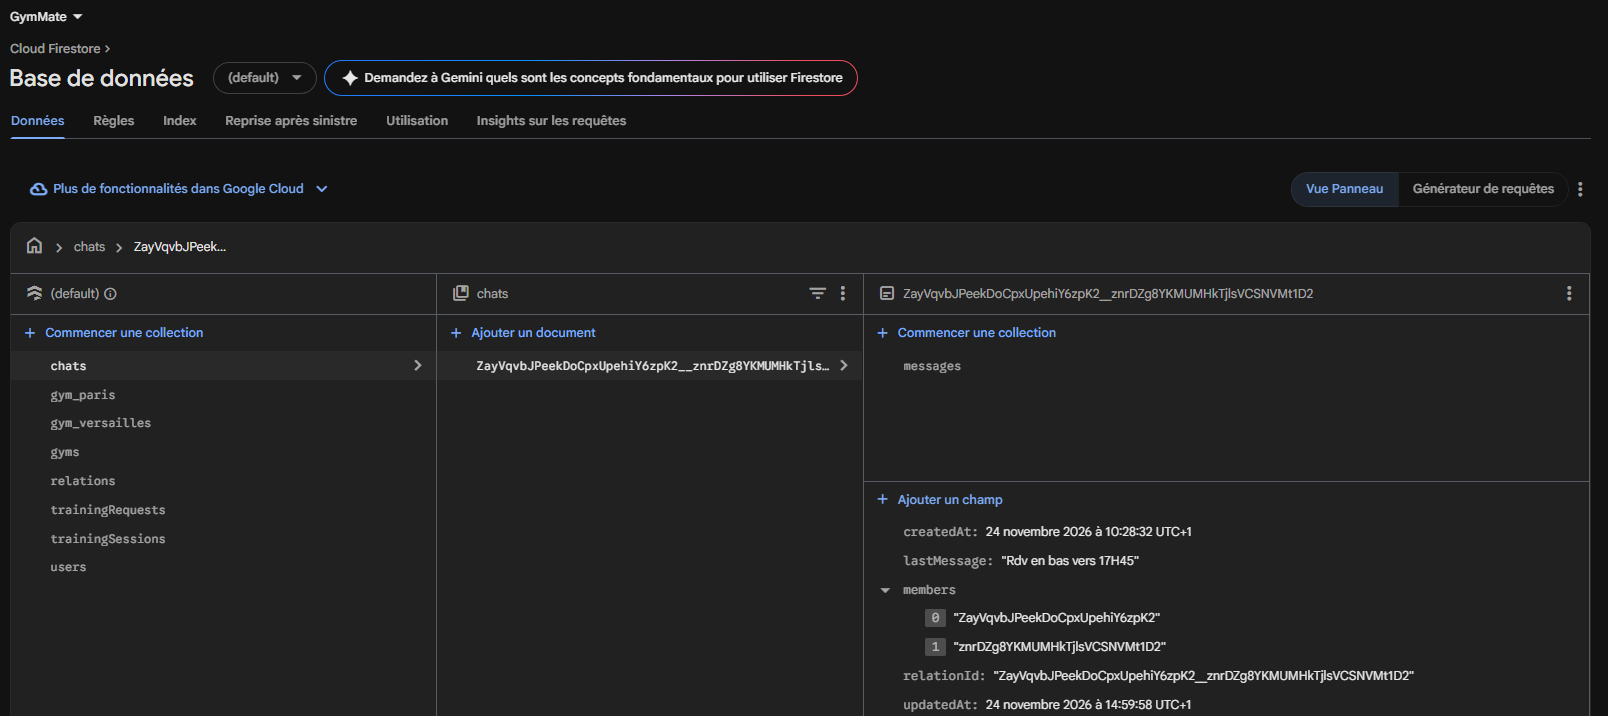 GymMate
Cloud Firestore
Base de données
(default)
Demandez à Gemini quels sont les concepts fondamentaux pour utiliser Firestore
Données
Règles
Index
Reprise après sinistre
Utilisation
Insights sur les requêtes
Plus de fonctionnalités dans Google Cloud
Vue Panneau
Générateur de requêtes
chats
ZayVqvbJPeek...
(default)
Commencer une collection
chats
gym_paris
gym_versailles
gyms
relations
trainingRequests
trainingSessions
users
chats
Ajouter un document
ZayVqvbJPeekDoCpxUpehiY6zpK2__znrDZg8YKMUMHkTjls…
ZayVqvbJPeekDoCpxUpehiY6zpK2__znrDZg8YKMUMHkTjlsVCSNVMt1D2
Commencer une collection
messages
Ajouter un champ
createdAt: 24 novembre 2026 à 10:28:32 UTC+1
lastMessage: "Rdv en bas vers 17H45"
members
0 "ZayVqvbJPeekDoCpxUpehiY6zpK2"
1 "znrDZg8YKMUMHkTjlsVCSNVMt1D2"
relationId: "ZayVqvbJPeekDoCpxUpehiY6zpK2__znrDZg8YKMUMHkTjlsVCSNVMt1D2"
updatedAt: 24 novembre 2026 à 14:59:58 UTC+1